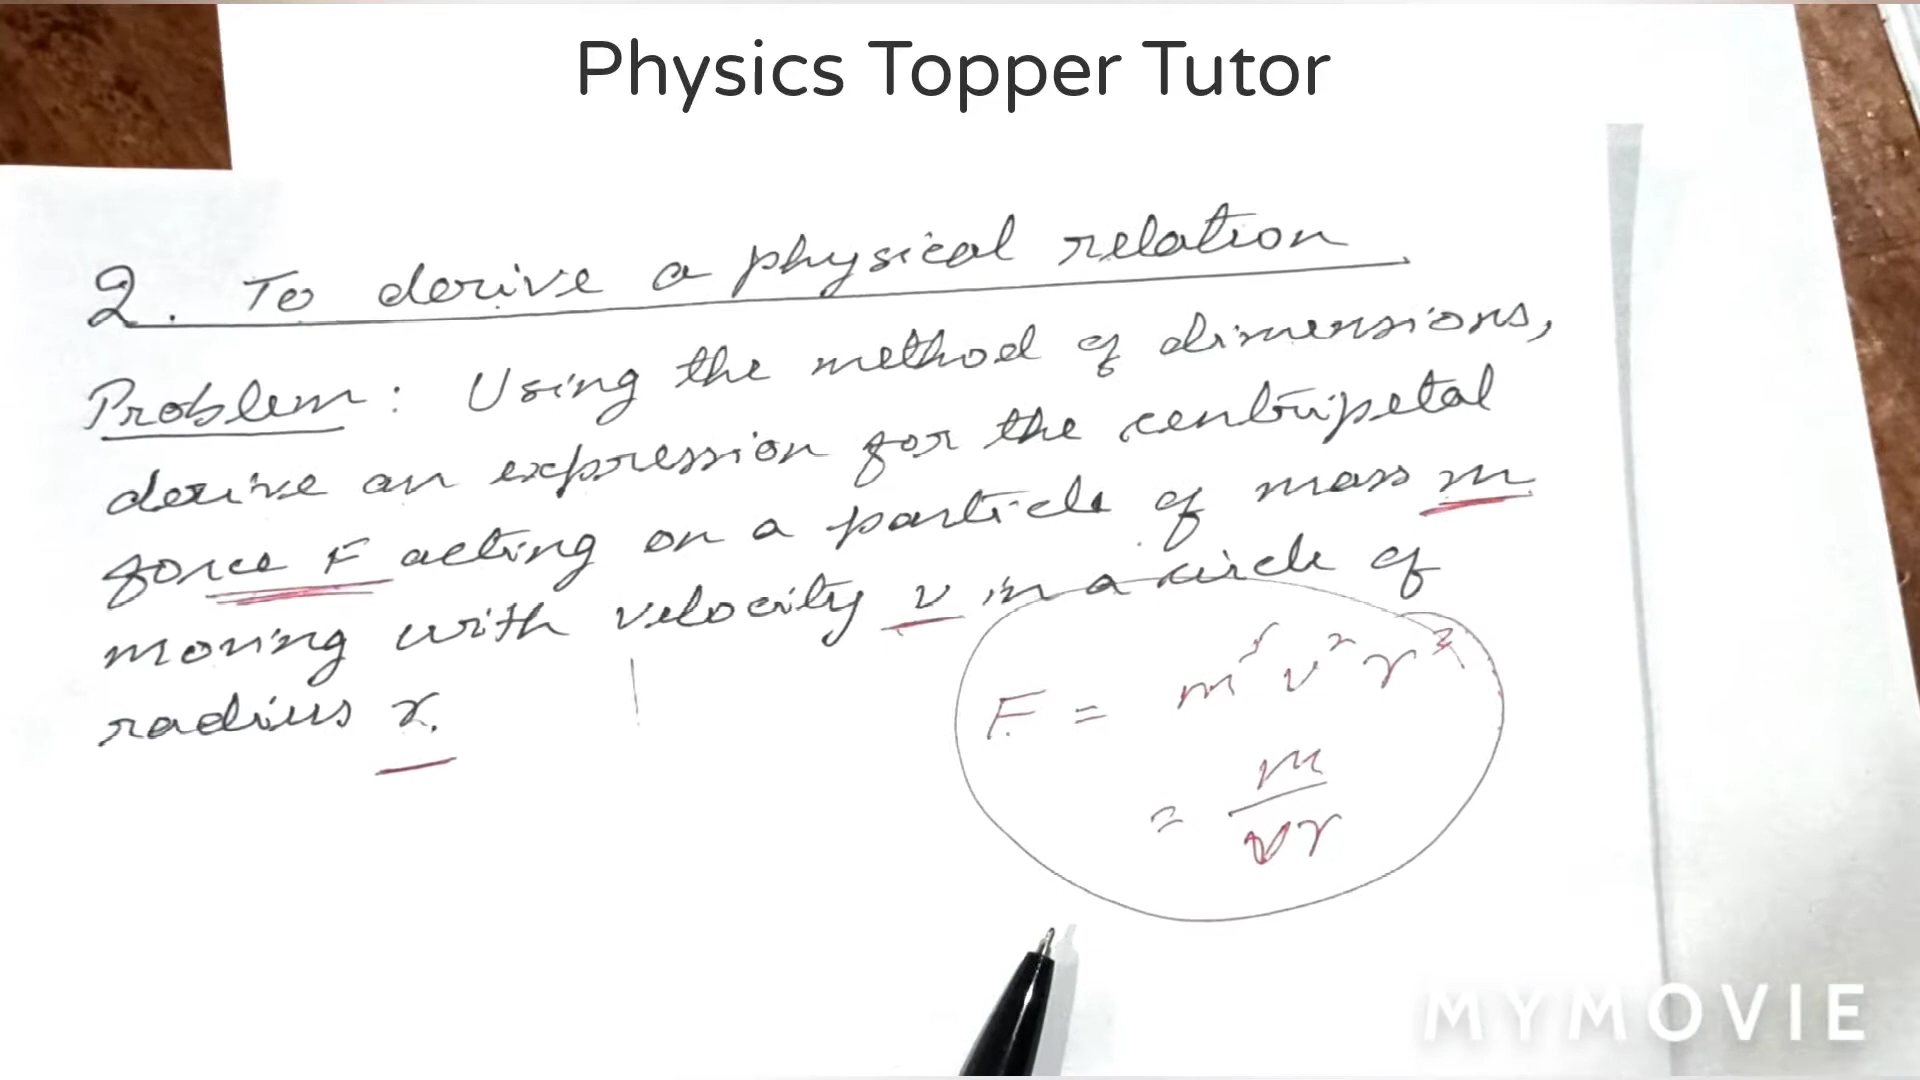 Physics Topper Tutor
2. To derive a physical relation
Problem: Using the method of dimensions,
derive an expression for the centripetal
force F acting on a particle of mass m
moving with velocity v in a circle of
radius r.
F =
= m / vr
MYMOVIE